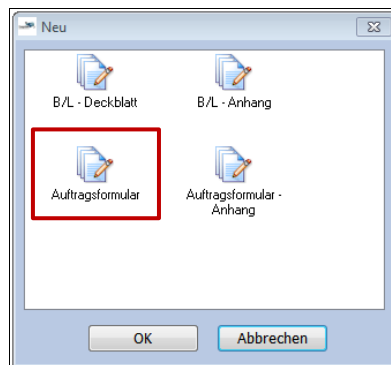 Neu
B/L - Deckblatt
B/L - Anhang
Auftragsformular
Auftragsformular -
Anhang
OK
Abbrechen